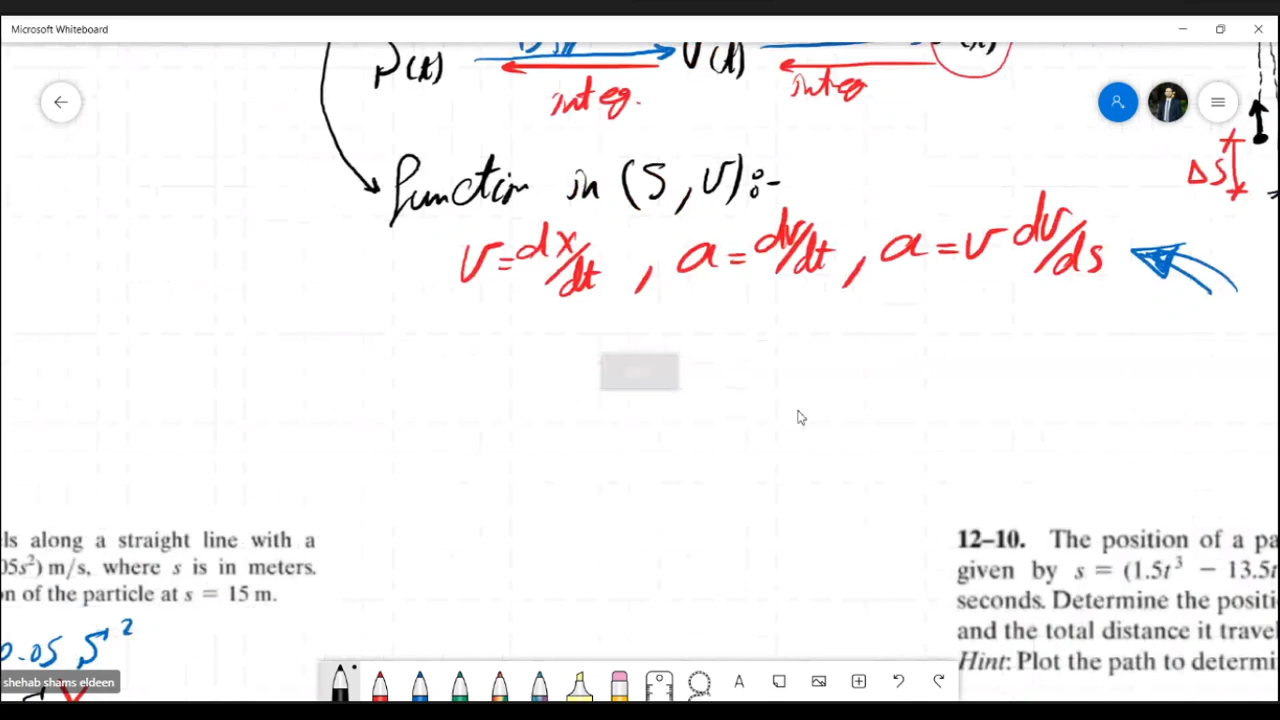 Microsoft Whiteboard
integ.
integ
ΔS
function in (S, V):-
v = dx/dt , a = dv/dt , a = v dv/ds
ls along a straight line with a
05s²) m/s, where s is in meters.
n of the particle at s = 15 m.
0.05 S²
12–10. The position of a pa
given by s = (1.5t³ − 13.5t
seconds. Determine the positi
and the total distance it trave
Hint: Plot the path to determi
shehab shams eldeen